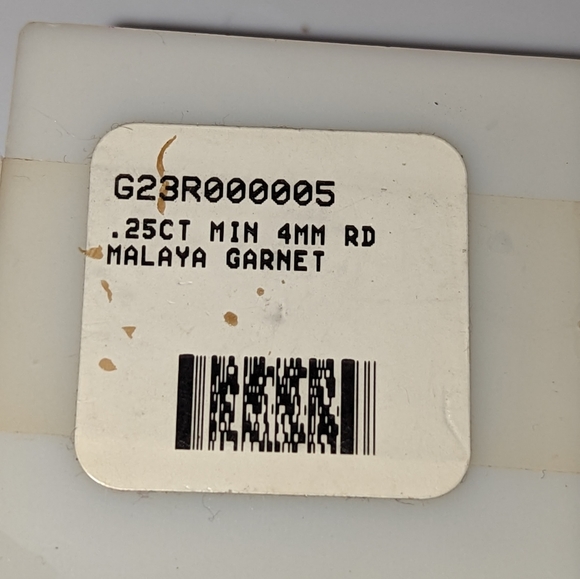 G23R000005
.25CT MIN 4MM RD
MALAYA GARNET